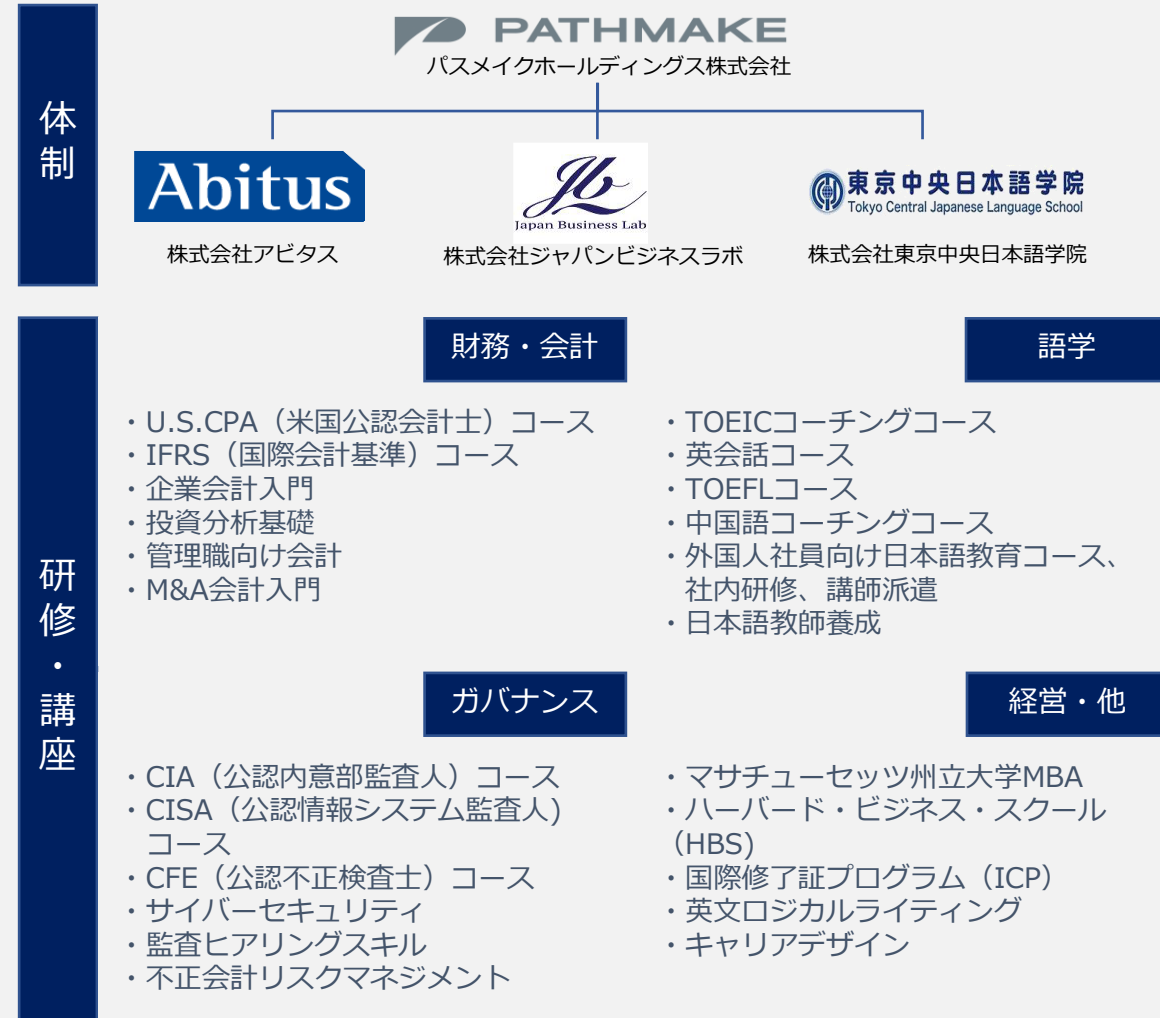 体制
PATHMAKE
パスメイクホールディングス株式会社
Abitus
株式会社アビタス
Jb
Japan Business Lab
株式会社ジャパンビジネスラボ
東京中央日本語学院
Tokyo Central Japanese Language School
株式会社東京中央日本語学院
研修・講座
財務・会計
・U.S.CPA（米国公認会計士）コース
・IFRS（国際会計基準）コース
・企業会計入門
・投資分析基礎
・管理職向け会計
・M&A会計入門
語学
・TOEICコーチングコース
・英会話コース
・TOEFLコース
・中国語コーチングコース
・外国人社員向け日本語教育コース、
社内研修、講師派遣
・日本語教師養成
ガバナンス
・CIA（公認内意部監査人）コース
・CISA（公認情報システム監査人)
コース
・CFE（公認不正検査士）コース
・サイバーセキュリティ
・監査ヒアリングスキル
・不正会計リスクマネジメント
経営・他
・マサチューセッツ州立大学MBA
・ハーバード・ビジネス・スクール
（HBS)
・国際修了証プログラム（ICP）
・英文ロジカルライティング
・キャリアデザイン